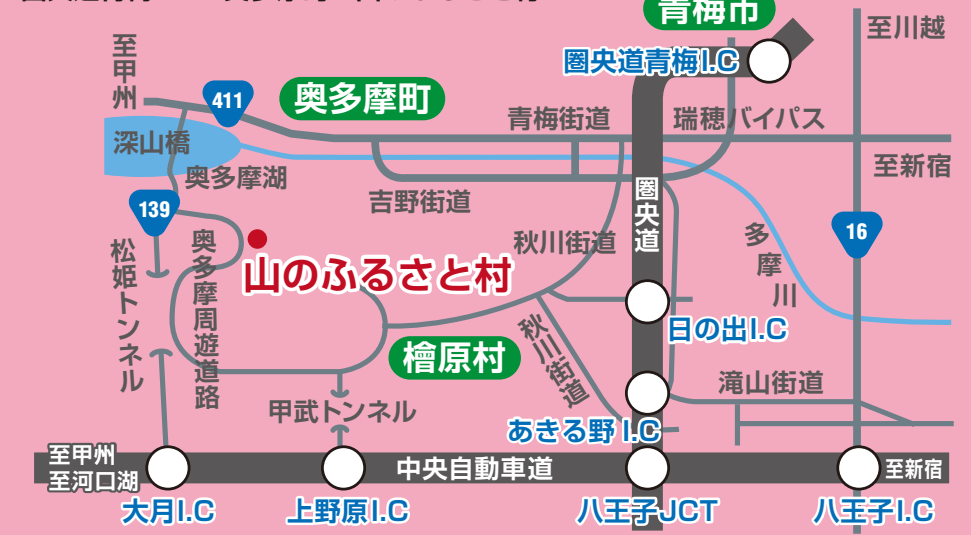 青梅市
至川越
圏央道青梅I.C
至甲州
411
奥多摩町
青梅街道
瑞穂バイパス
深山橋
至新宿
奥多摩湖
圏央道
139
吉野街道
16
秋川街道
多摩川
松姫トンネル
奥多摩周遊道路
山のふるさと村
日の出I.C
秋川街道
檜原村
滝山街道
甲武トンネル
あきる野 I.C
至甲州
至河口湖
中央自動車道
至新宿
大月I.C
上野原I.C
八王子JCT
八王子I.C